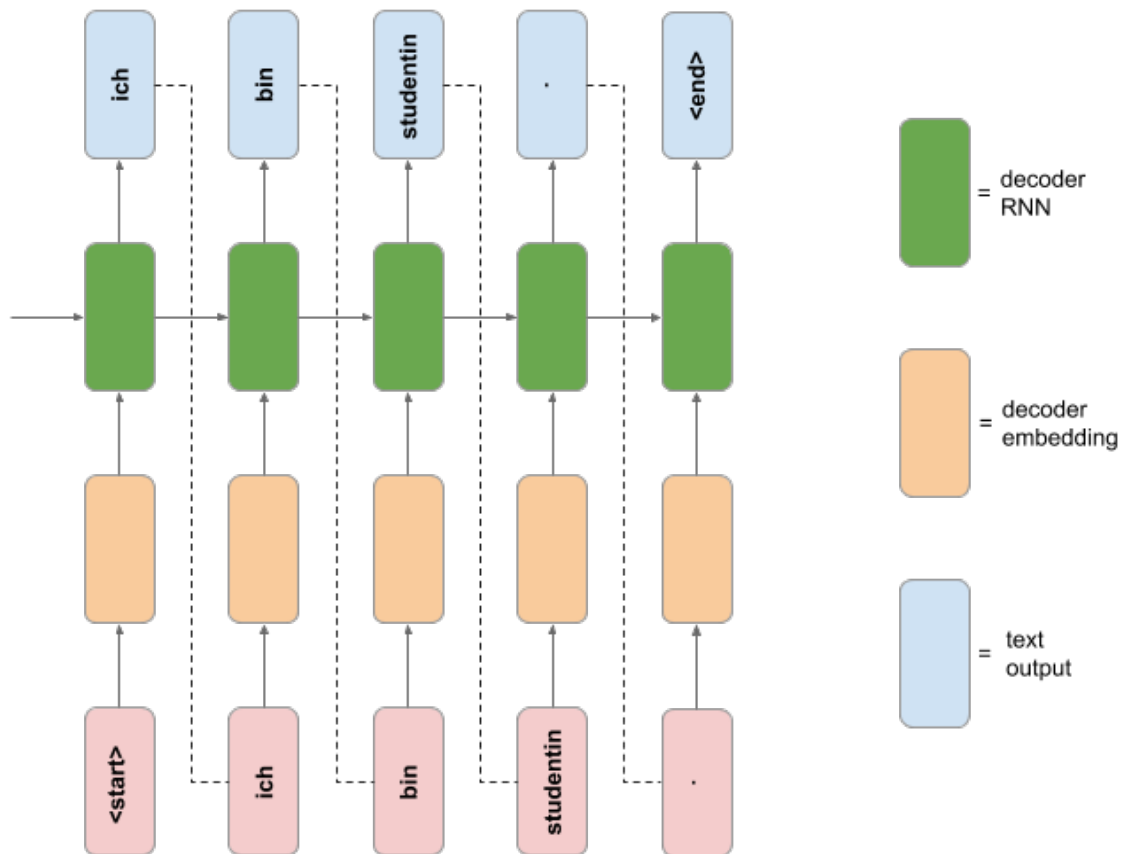 ich
bin
studentin
.
<end>
= decoder
RNN
= decoder
embedding
= text
output
<start>
ich
bin
studentin
.